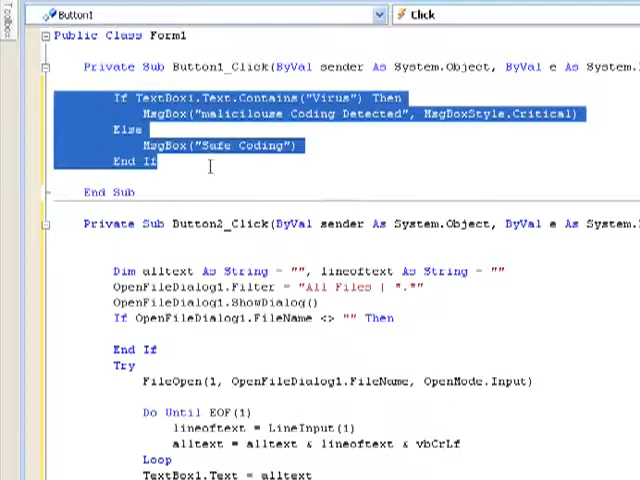 Toolbox
Button1
Click
Public Class Form1
Private Sub Button1_Click(ByVal sender As System.Object, ByVal e As System.
If TextBox1.Text.Contains("Virus") Then
MsgBox("malicilouse Coding Detected", MsgBoxStyle.Critical)
Else
MsgBox("Safe Coding")
End If
End Sub
Private Sub Button2_Click(ByVal sender As System.Object, ByVal e As System.
Dim alltext As String = "", lineoftext As String = ""
OpenFileDialog1.Filter = "All Files | *.*"
OpenFileDialog1.ShowDialog()
If OpenFileDialog1.FileName <> "" Then
End If
Try
FileOpen(1, OpenFileDialog1.FileName, OpenMode.Input)
Do Until EOF(1)
lineoftext = LineInput(1)
alltext = alltext & lineoftext & vbCrLf
Loop
TextBox1.Text = alltext